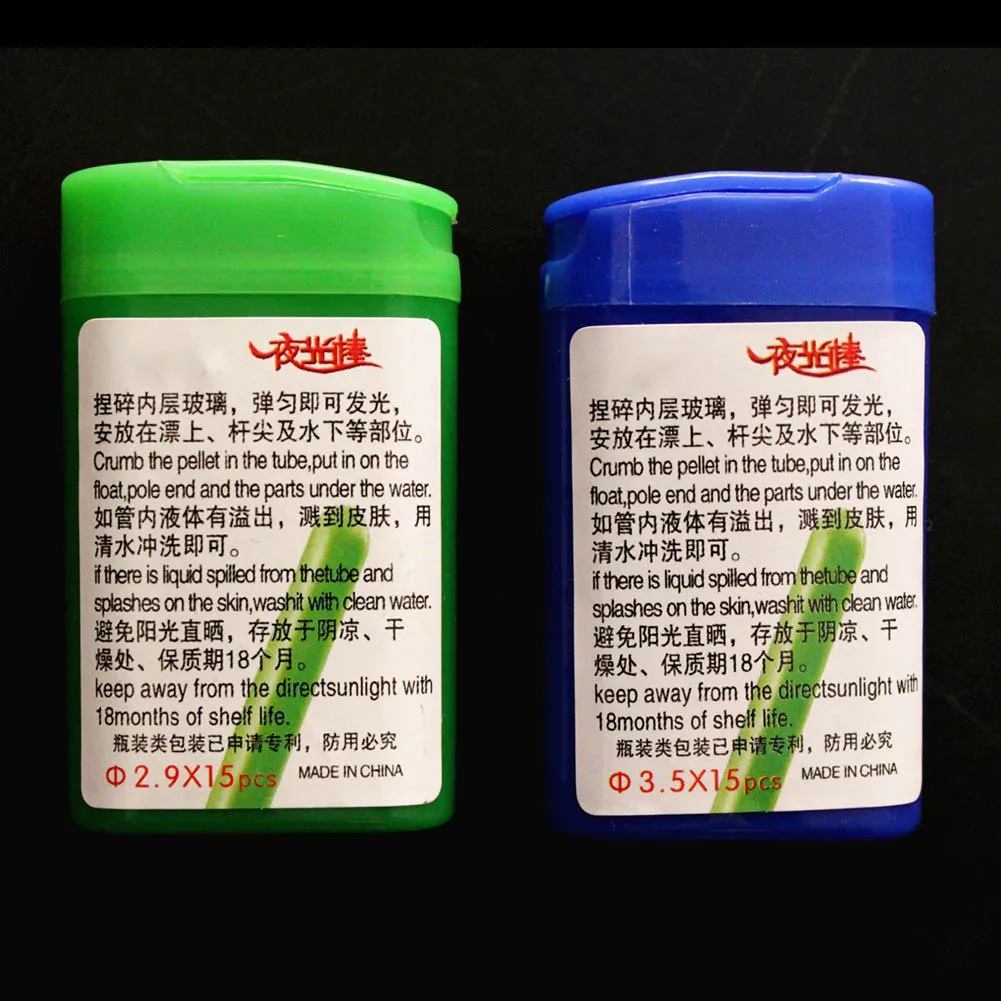 夜光棒
捏碎内层玻璃，弹匀即可发光，
安放在漂上、杆尖及水下等部位。
Crumb the pellet in the tube,put in on the
float,pole end and the parts under the water.
如管内液体有溢出，溅到皮肤，用
清水冲洗即可。
if there is liquid spilled from thetube and
splashes on the skin,washit with clean water.
避免阳光直晒，存放于阴凉、干
燥处、保质期18个月。
keep away from the directsunlight with
18months of shelf life.
瓶装类包装已申请专利，防用必究
Φ 2.9X15pcs MADE IN CHINA
夜光棒
捏碎内层玻璃，弹匀即可发光，
安放在漂上、杆尖及水下等部位。
Crumb the pellet in the tube,put in on the
float,pole end and the parts under the water.
如管内液体有溢出，溅到皮肤，用
清水冲洗即可。
if there is liquid spilled from thetube and
splashes on the skin,washit with clean water.
避免阳光直晒，存放于阴凉、干
燥处、保质期18个月。
keep away from the directsunlight with
18months of shelf life.
瓶装类包装已申请专利，防用必究
Φ 3.5X15pcs MADE IN CHINA